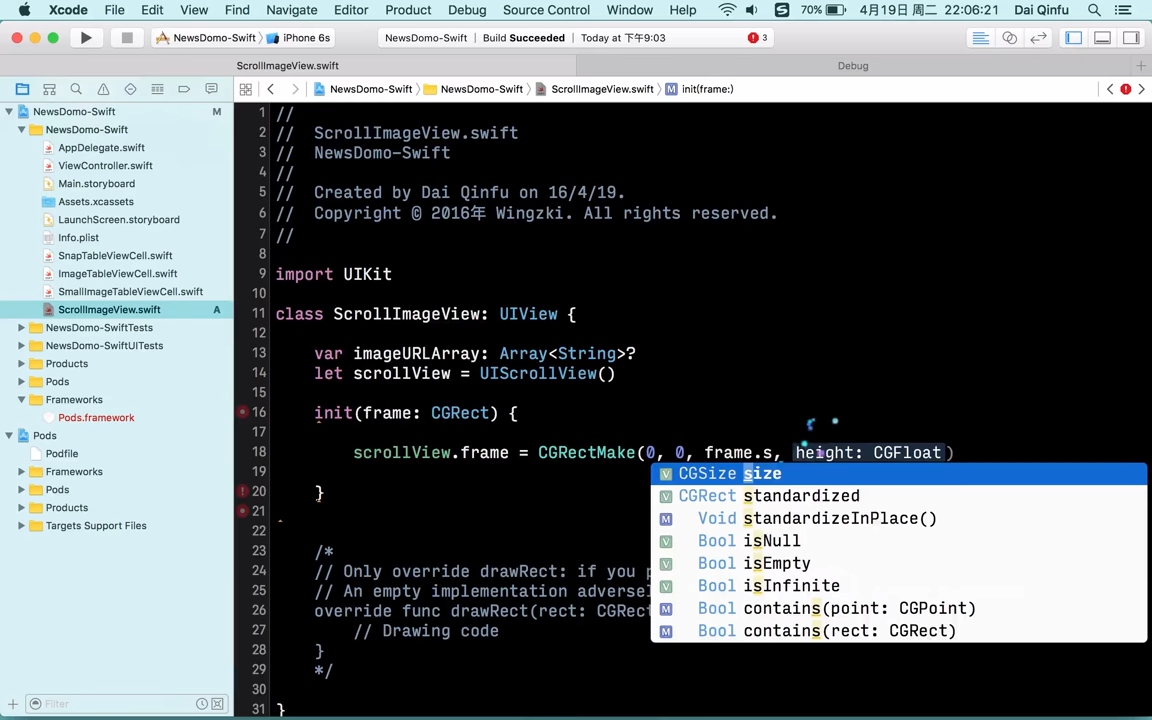 Xcode File Edit View Find Navigate Editor Product Debug Source Control Window Help 70% 4月19日 周二 22:06:21 Dai Qinfu
NewsDomo-Swift iPhone 6s NewsDomo-Swift Build Succeeded Today at 下午9:03 3
ScrollImageView.swift Debug
NewsDomo-Swift NewsDomo-Swift ScrollImageView.swift M init(frame:)
NewsDomo-Swift M
NewsDomo-Swift
AppDelegate.swift
ViewController.swift
Main.storyboard
Assets.xcassets
LaunchScreen.storyboard
Info.plist
SnapTableViewCell.swift
ImageTableViewCell.swift
SmallImageTableViewCell.swift
ScrollImageView.swift A
NewsDomo-SwiftTests
NewsDomo-SwiftUITests
Products
Pods
Frameworks
Pods.framework
Pods
Podfile
Frameworks
Pods
Products
Targets Support Files
Filter
1 //
2 // ScrollImageView.swift
3 // NewsDomo-Swift
4 //
5 // Created by Dai Qinfu on 16/4/19.
6 // Copyright © 2016年 Wingzki. All rights reserved.
7 //
8
9 import UIKit
10
11 class ScrollImageView: UIView {
12
13 var imageURLArray: Array<String>?
14 let scrollView = UIScrollView()
15
16 init(frame: CGRect) {
17
18 scrollView.frame = CGRectMake(0, 0, frame.s, height: CGFloat)
19
20 }
21
22
23 /*
24 // Only override drawRect: if you
25 // An empty implementation adversel
26 override func drawRect(rect: CGRect
27 // Drawing code
28 }
29 */
30
31 }
V CGSize size
V CGRect standardized
M Void standardizeInPlace()
V Bool isNull
V Bool isEmpty
V Bool isInfinite
M Bool contains(point: CGPoint)
M Bool contains(rect: CGRect)